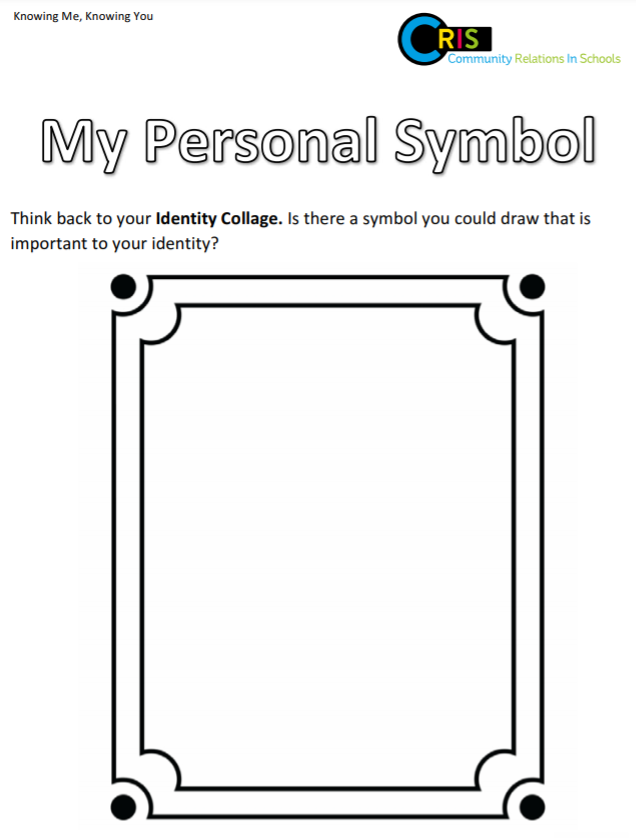 Knowing Me, Knowing You
CRIS
Community Relations In Schools
My Personal Symbol
Think back to your Identity Collage. Is there a symbol you could draw that is
important to your identity?